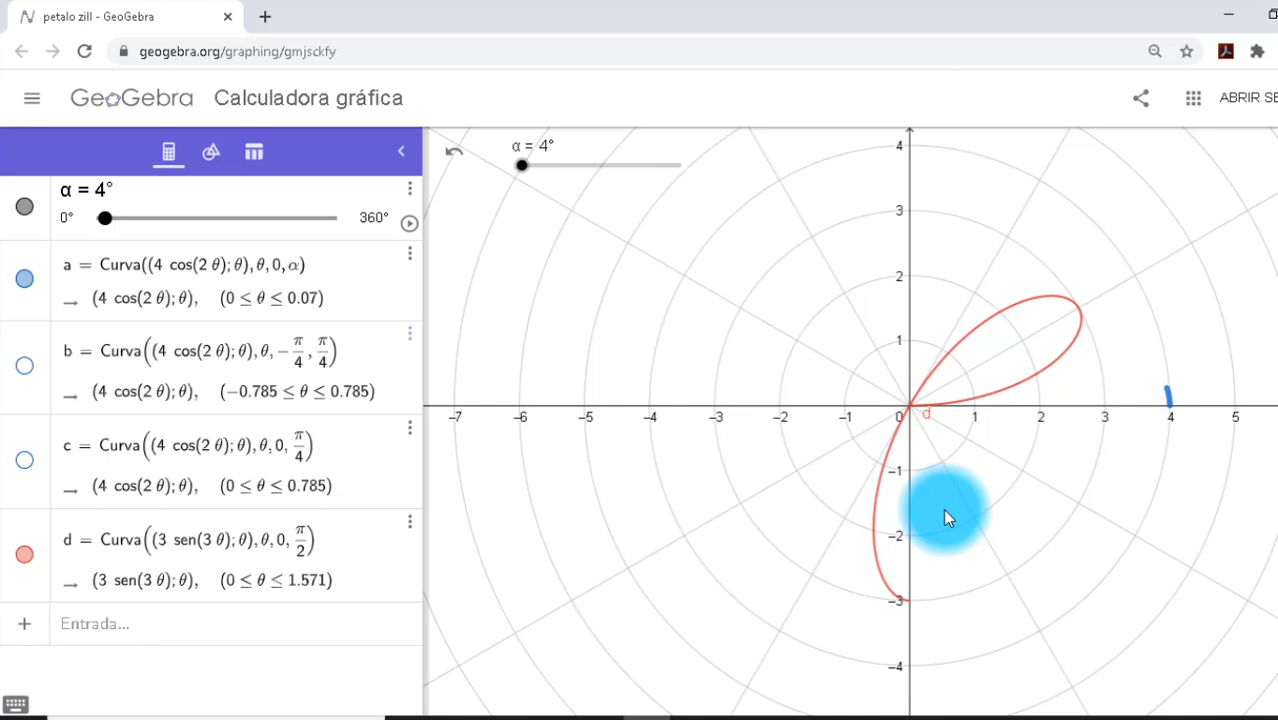 petalo zill - GeoGebra
geogebra.org/graphing/gmjsckfy
GeoGebra Calculadora gráfica ABRIR SE
α = 4°
0° 360°
a = Curva((4 cos(2 θ); θ), θ, 0, α)
→ (4 cos(2 θ); θ), (0 ≤ θ ≤ 0.07)
b = Curva((4 cos(2 θ); θ), θ, −π/4, π/4)
→ (4 cos(2 θ); θ), (−0.785 ≤ θ ≤ 0.785)
c = Curva((4 cos(2 θ); θ), θ, 0, π/4)
→ (4 cos(2 θ); θ), (0 ≤ θ ≤ 0.785)
d = Curva((3 sen(3 θ); θ), θ, 0, π/2)
→ (3 sen(3 θ); θ), (0 ≤ θ ≤ 1.571)
+ Entrada...
α = 4°
4
3
2
1
d
−7 −6 −5 −4 −3 −2 −1 0 1 2 3 4 5
−1
−2
−3
−4